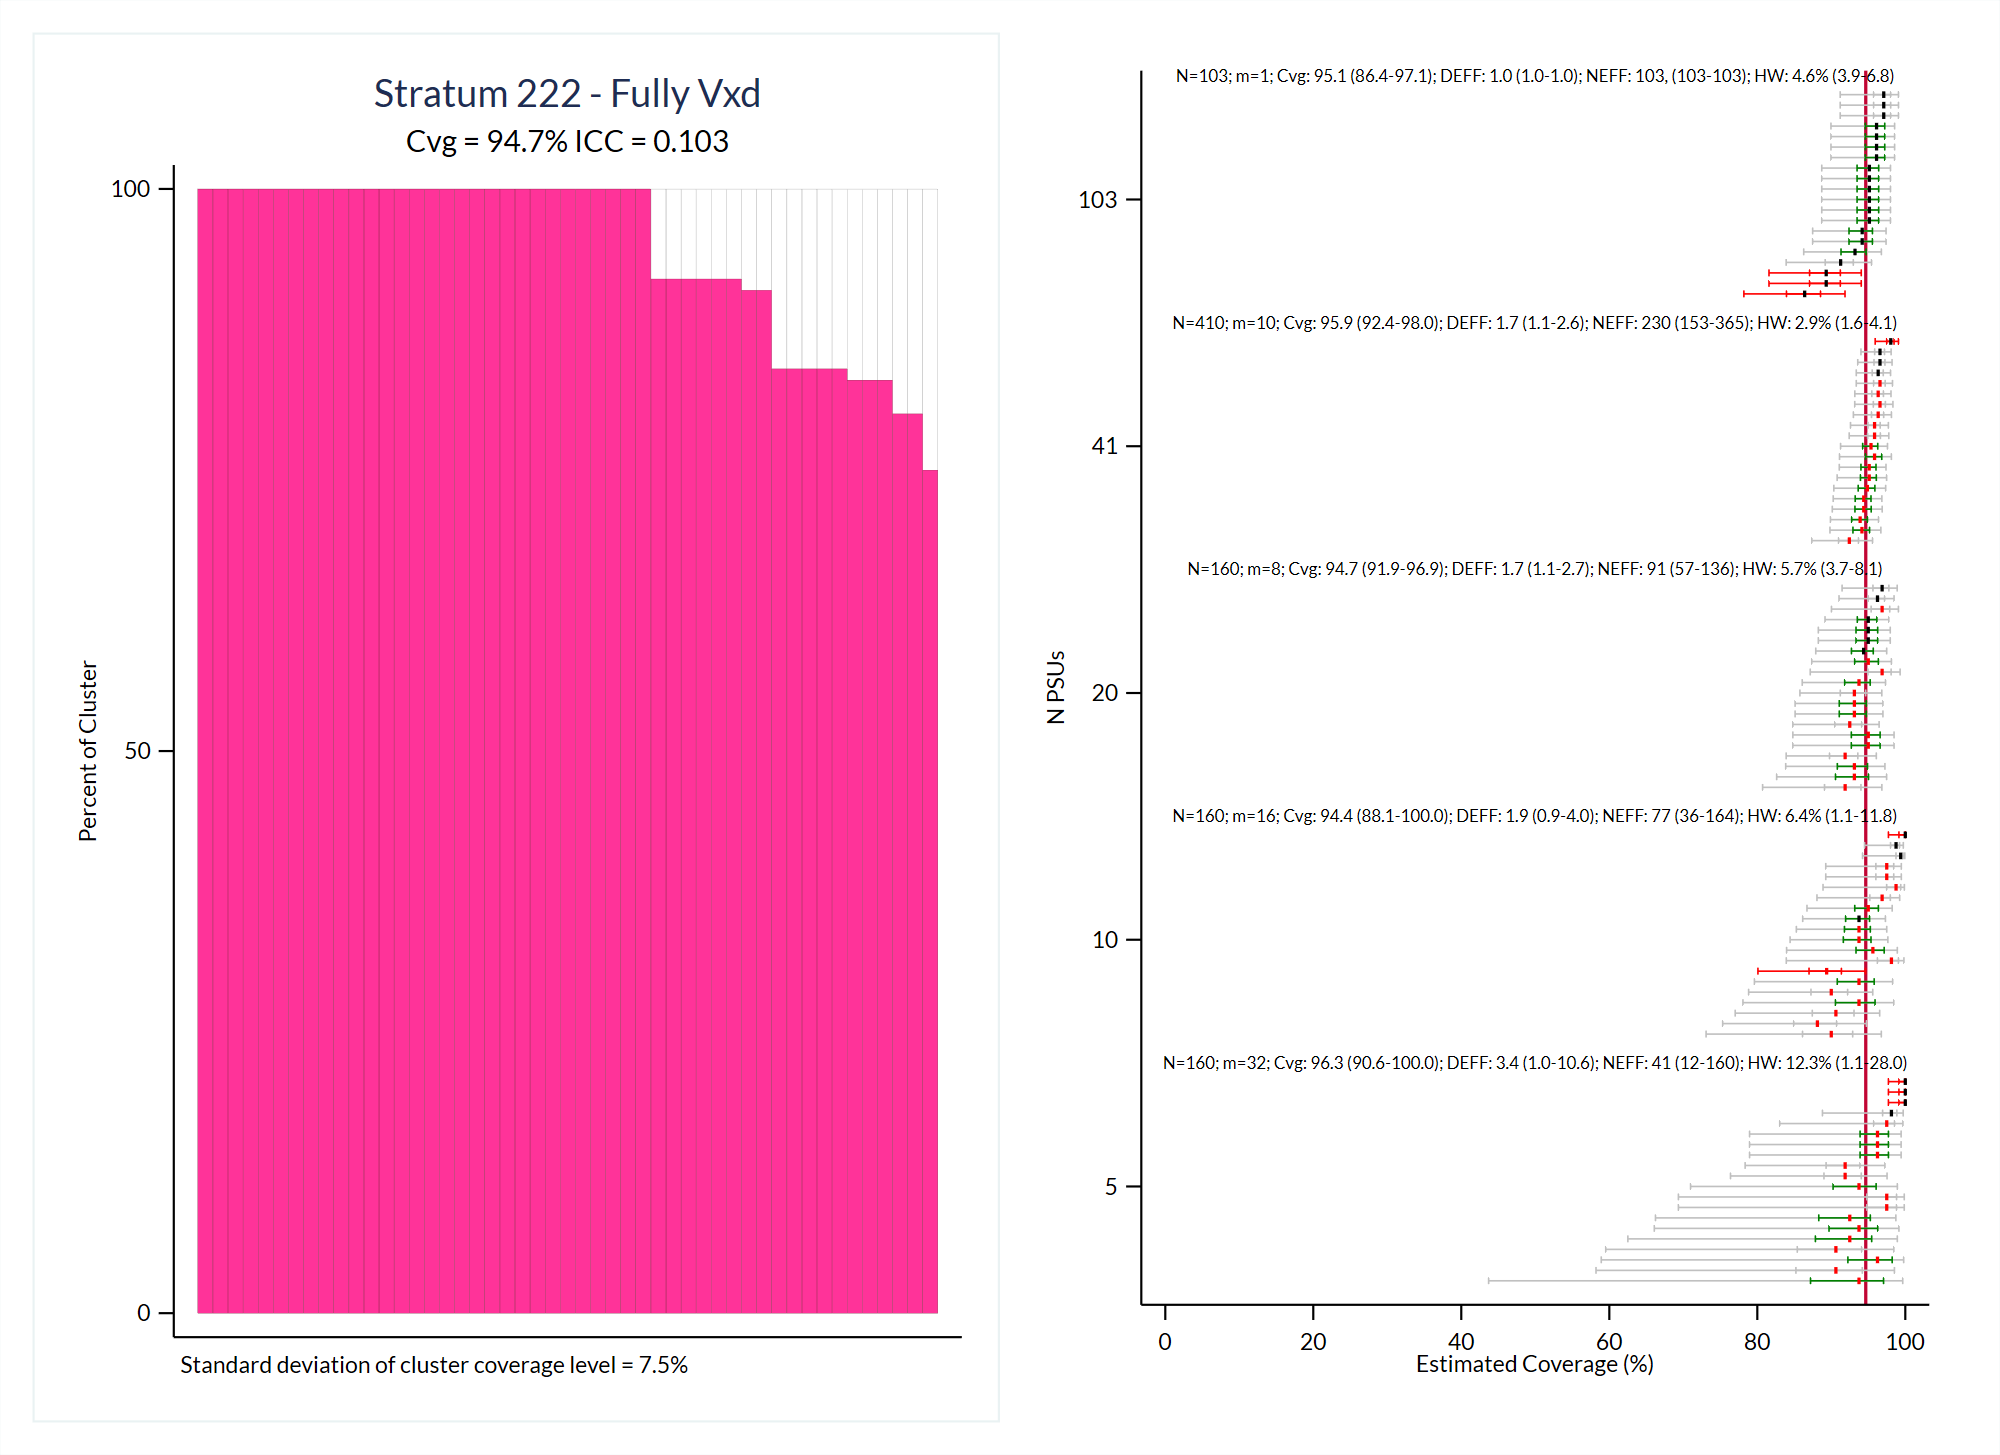 Stratum 222 - Fully Vxd
Cvg = 94.7% ICC = 0.103
100
50
0
Percent of Cluster
Standard deviation of cluster coverage level = 7.5%
N=103; m=1; Cvg: 95.1 (86.4-97.1); DEFF: 1.0 (1.0-1.0); NEFF: 103, (103-103); HW: 4.6% (3.9-6.8)
103
N=410; m=10; Cvg: 95.9 (92.4-98.0); DEFF: 1.7 (1.1-2.6); NEFF: 230 (153-365); HW: 2.9% (1.6-4.1)
41
N=160; m=8; Cvg: 94.7 (91.9-96.9); DEFF: 1.7 (1.1-2.7); NEFF: 91 (57-136); HW: 5.7% (3.7-8.1)
20
N=160; m=16; Cvg: 94.4 (88.1-100.0); DEFF: 1.9 (0.9-4.0); NEFF: 77 (36-164); HW: 6.4% (1.1-11.8)
10
N=160; m=32; Cvg: 96.3 (90.6-100.0); DEFF: 3.4 (1.0-10.6); NEFF: 41 (12-160); HW: 12.3% (1.1-28.0)
5
N PSUs
0 20 40 60 80 100
Estimated Coverage (%)